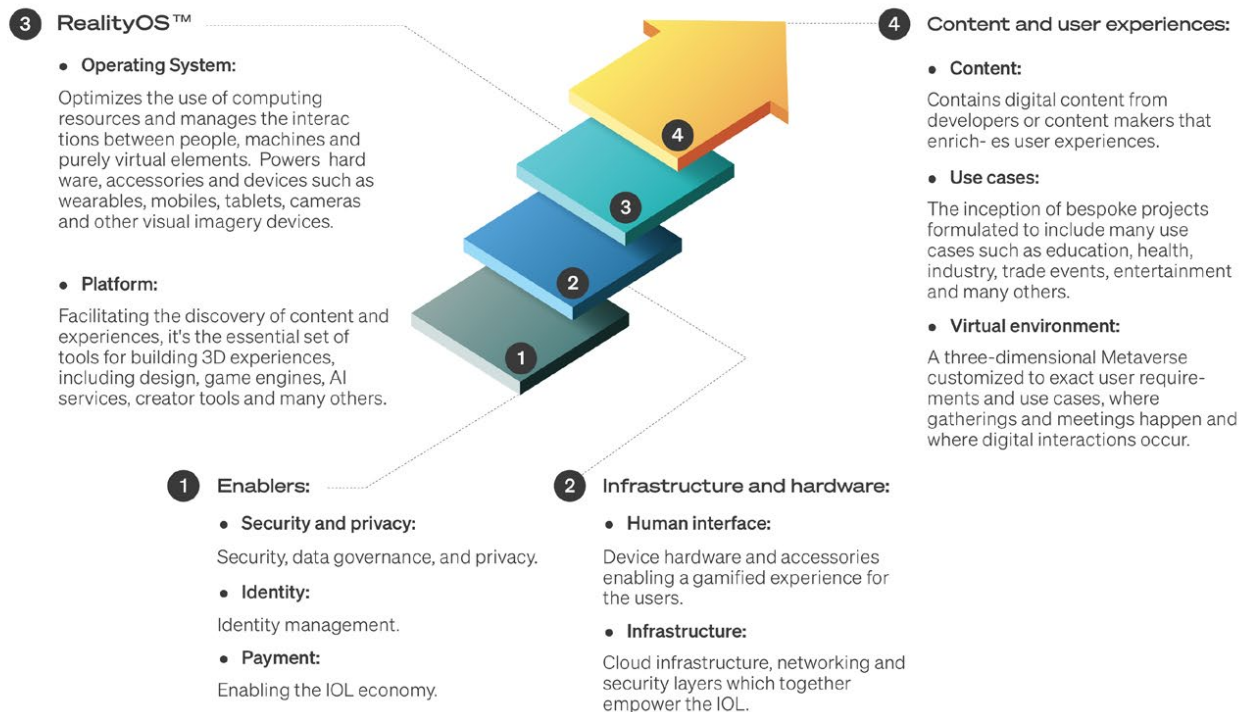 3 RealityOS™
• Operating System:
Optimizes the use of computing
resources and manages the interac
tions between people, machines and
purely virtual elements. Powers hard
ware, accessories and devices such as
wearables, mobiles, tablets, cameras
and other visual imagery devices.
• Platform:
Facilitating the discovery of content and
experiences, it's the essential set of
tools for building 3D experiences,
including design, game engines, AI
services, creator tools and many others.
4
3
2
1
4 Content and user experiences:
• Content:
Contains digital content from
developers or content makers that
enrich- es user experiences.
• Use cases:
The inception of bespoke projects
formulated to include many use
cases such as education, health,
industry, trade events, entertainment
and many others.
• Virtual environment:
A three-dimensional Metaverse
customized to exact user require-
ments and use cases, where
gatherings and meetings happen and
where digital interactions occur.
1 Enablers:
• Security and privacy:
Security, data governance, and privacy.
• Identity:
Identity management.
• Payment:
Enabling the IOL economy.
2 Infrastructure and hardware:
• Human interface:
Device hardware and accessories
enabling a gamified experience for
the users.
• Infrastructure:
Cloud infrastructure, networking and
security layers which together
empower the IOL.